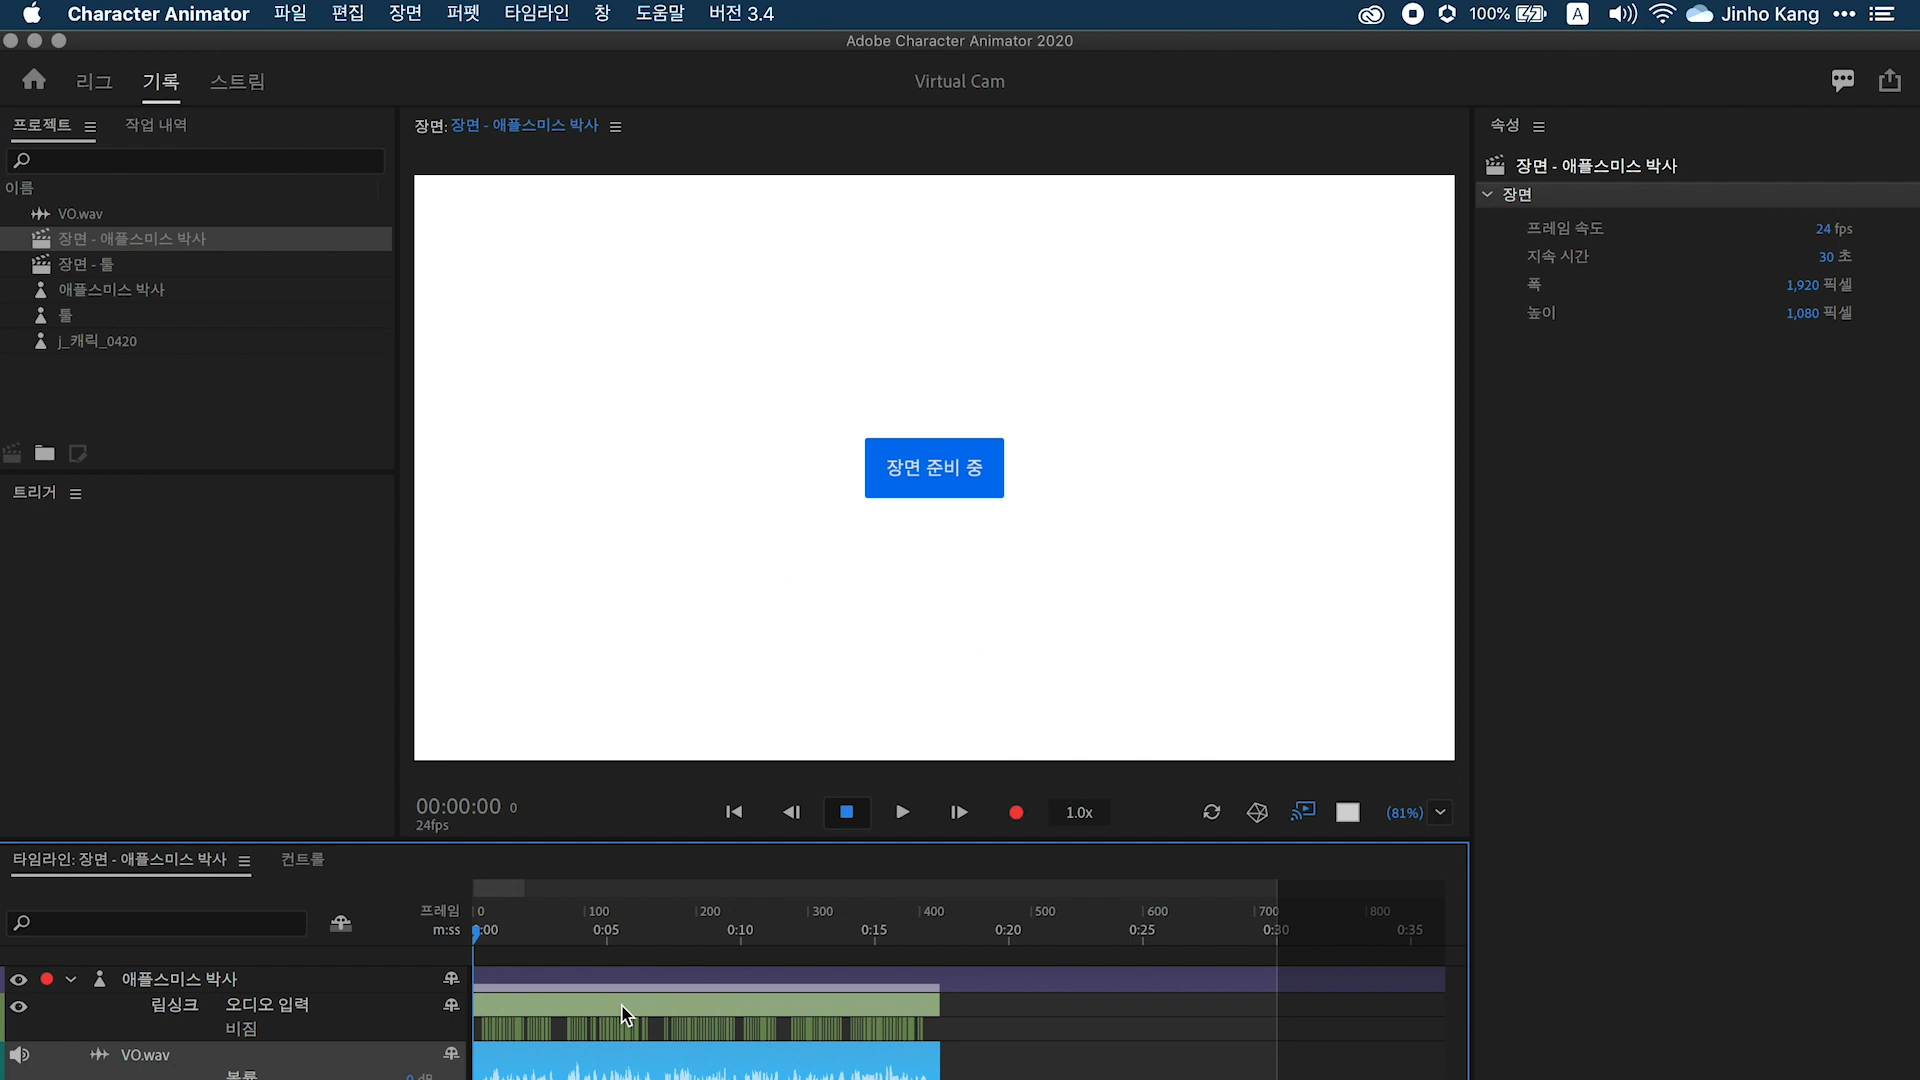 Character Animator 파일 편집 장면 퍼펫 타임라인 창 도움말 버전 3.4 100% A Jinho Kang
Adobe Character Animator 2020
리그 기록 스트림 Virtual Cam
프로젝트 작업 내역
장면: 장면 - 애플스미스 박사
속성
이름
장면 - 애플스미스 박사
장면
VO.wav
프레임 속도 24 fps
장면 - 애플스미스 박사
지속 시간 30 초
장면 - 툴
폭 1,920 픽셀
애플스미스 박사
높이 1,080 픽셀
툴
j_캐릭_0420
장면 준비 중
트리거
00:00:00 0
24fps
1.0x
(81%)
타임라인: 장면 - 애플스미스 박사 컨트롤
프레임 0 100 200 300 400 500 600 700 800
m:ss :00 0:05 0:10 0:15 0:20 0:25 0:30 0:35
애플스미스 박사
립싱크 오디오 입력
비짐
VO.wav
볼륨 0 dB